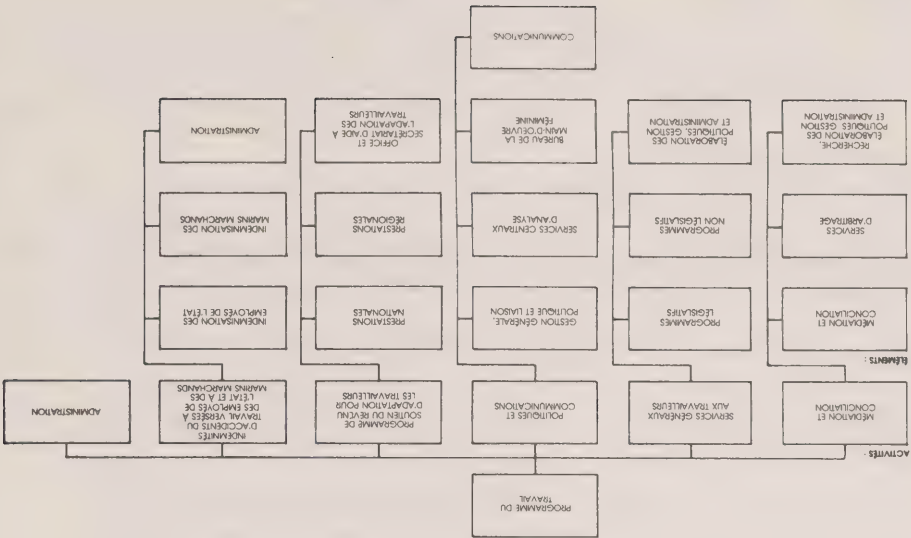 PROGRAMME DU
TRAVAIL
ACTIVITÉS :
MÉDIATION ET
CONCILIATION
SERVICES GÉNÉRAUX
AUX TRAVAILLEURS
POLITIQUES ET
COMMUNICATIONS
PROGRAMME DE
SOUTIEN DU REVENU
D'ADAPTATION POUR
LES TRAVAILLEURS
INDEMNITÉS
D'ACCIDENTS DU
TRAVAIL VERSÉES À
DES EMPLOYÉS DE
L'ÉTAT ET À DES
MARINS MARCHANDS
ADMINISTRATION
ÉLÉMENTS :
MÉDIATION ET
CONCILIATION
PROGRAMMES
LÉGISLATIFS
GESTION GÉNÉRALE,
POLITIQUE ET LIAISON
PRESTATIONS
NATIONALES
INDEMNISATION DES
EMPLOYÉS DE L'ÉTAT
SERVICES
D'ARBITRAGE
PROGRAMMES
NON LÉGISLATIFS
SERVICES CENTRAUX
D'ANALYSE
PRESTATIONS
RÉGIONALES
INDEMINISATION DES
MARINS MARCHANDS
RECHERCHE,
ÉLABORATION DES
POLITIQUES, GESTION
ET ADMINISTRATION
ÉLABORATION DES
POLITIQUES, GESTION
ET ADMINISTRATION
BUREAU DE LA
MAIN-D'OEUVRE
FÉMININE
OFFICE ET
SECRÉTARIAT D'AIDE À
L'ADAPATION DES
TRAVAILLEURS
ADMINISTRATION
COMMUNICATIONS